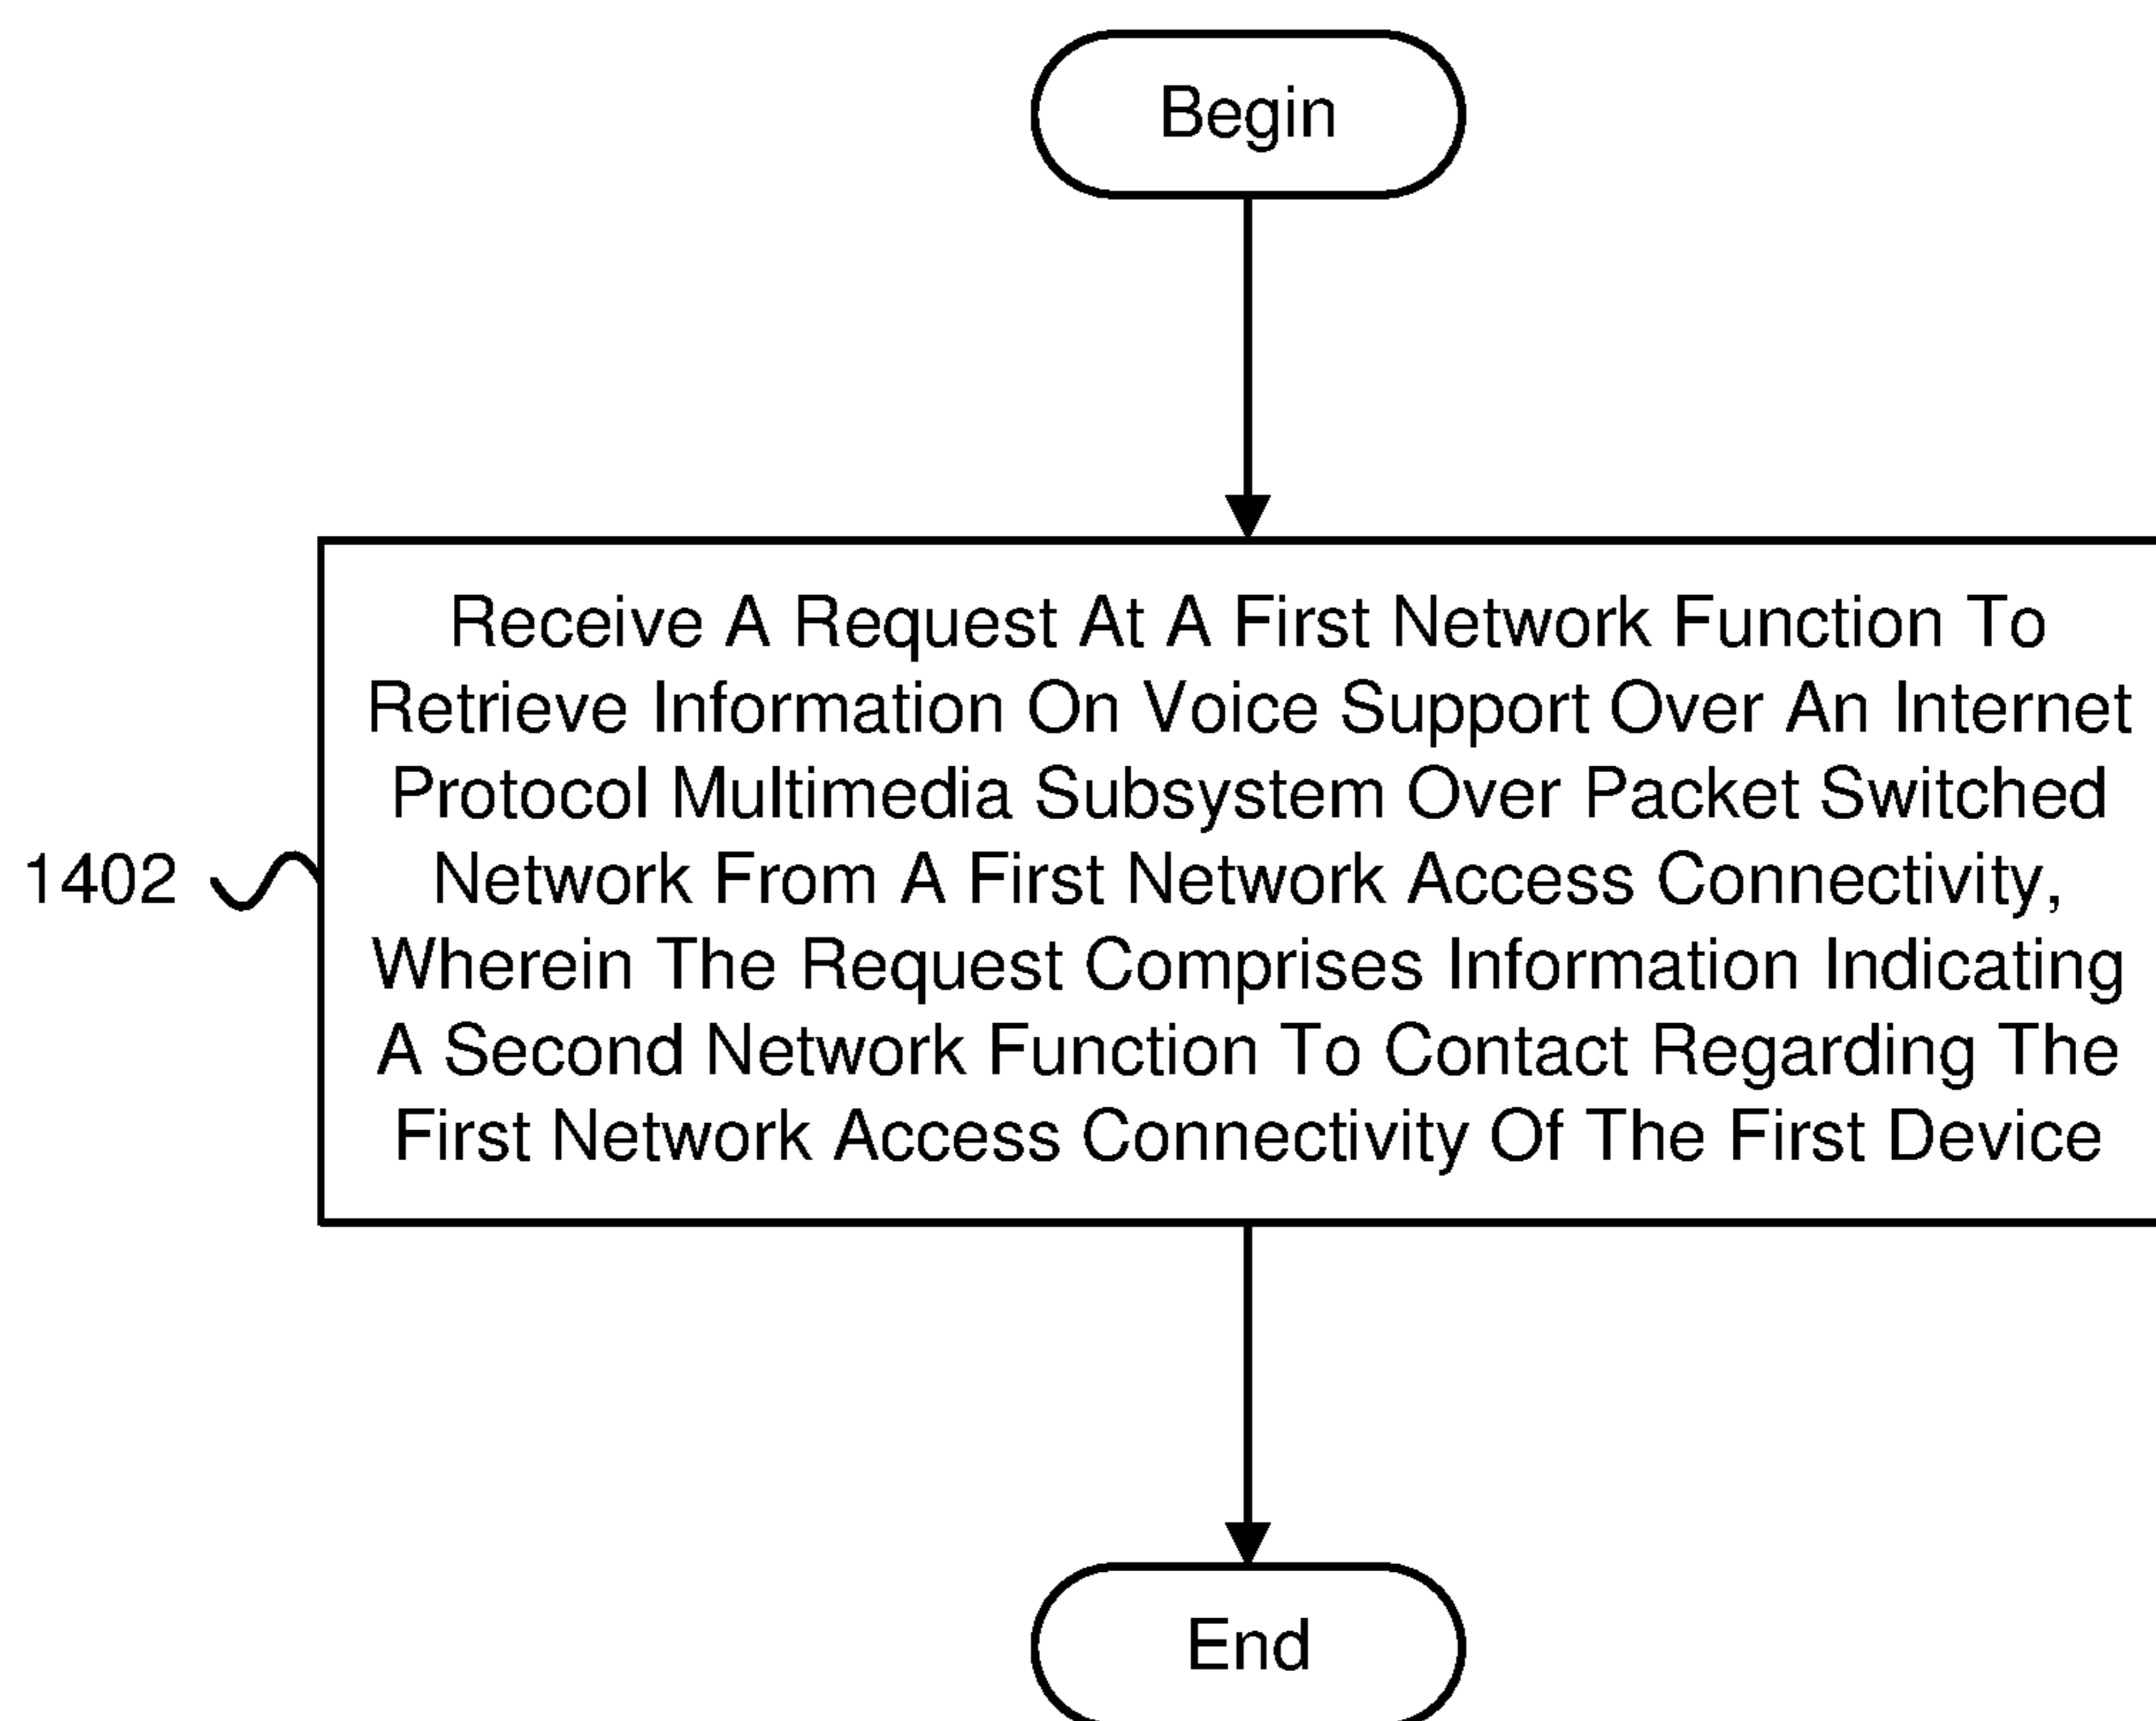 Begin
Receive A Request At A First Network Function To
Retrieve Information On Voice Support Over An Internet
Protocol Multimedia Subsystem Over Packet Switched
Network From A First Network Access Connectivity,
Wherein The Request Comprises Information Indicating
A Second Network Function To Contact Regarding The
First Network Access Connectivity Of The First Device
1402
End